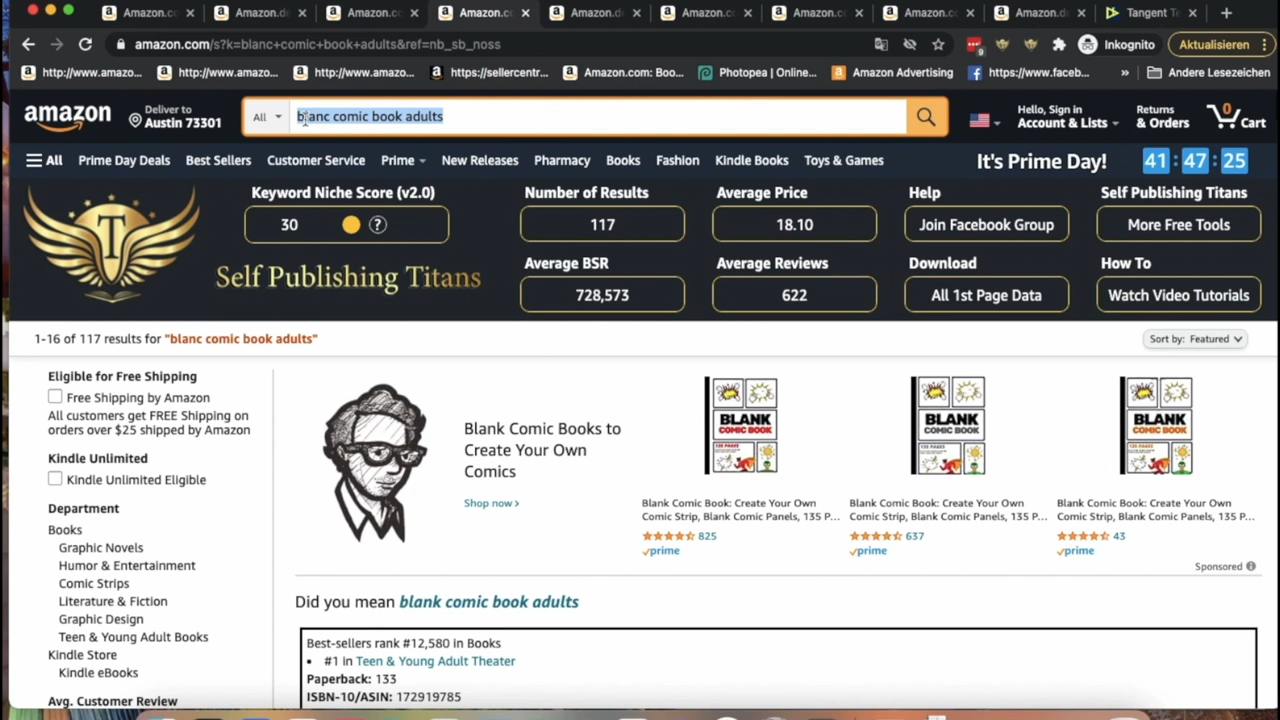 Amazon.c
Amazon.d
Amazon.co
Amazon.c
Amazon.d
Amazon.c
Amazon.c
Amazon.c
Amazon.d
Tangent Te
amazon.com/s?k=blanc+comic+book+adults&ref=nb_sb_noss
9
Inkognito
Aktualisieren
http://www.amazo...
http://www.amazo...
http://www.amazo...
https://sellercentr...
Amazon.com: Boo...
Photopea | Online...
Amazon Advertising
https://www.faceb...
»
Andere Lesezeichen
amazon
Deliver to
Austin 73301
All
blanc comic book adults
Hello, Sign in
Account & Lists
Returns
& Orders
0
Cart
All
Prime Day Deals
Best Sellers
Customer Service
Prime
New Releases
Pharmacy
Books
Fashion
Kindle Books
Toys & Games
It's Prime Day!
41 : 47 : 25
T
Self Publishing Titans
Keyword Niche Score (v2.0)
30
?
Number of Results
117
Average Price
18.10
Help
Join Facebook Group
Self Publishing Titans
More Free Tools
Average BSR
728,573
Average Reviews
622
Download
All 1st Page Data
How To
Watch Video Tutorials
1-16 of 117 results for "blanc comic book adults"
Sort by: Featured
Eligible for Free Shipping
Free Shipping by Amazon
All customers get FREE Shipping on
orders over $25 shipped by Amazon
Kindle Unlimited
Kindle Unlimited Eligible
Department
Books
Graphic Novels
Humor & Entertainment
Comic Strips
Literature & Fiction
Graphic Design
Teen & Young Adult Books
Kindle Store
Kindle eBooks
Avg. Customer Review
Blank Comic Books to
Create Your Own
Comics
Shop now ›
BLANK
COMIC BOOK
BLANK
COMIC BOOK
BLANK
COMIC BOOK
Blank Comic Book: Create Your Own
Comic Strip, Blank Comic Panels, 135 P...
825
prime
Blank Comic Book: Create Your Own
Comic Strip, Blank Comic Panels, 135 P...
637
prime
Blank Comic Book: Create Your Own
Comic Strip, Blank Comic Panels, 135 P...
43
prime
Sponsored
Did you mean blank comic book adults
Best-sellers rank #12,580 in Books
• #1 in Teen & Young Adult Theater
Paperback: 133
ISBN-10/ASIN: 172919785